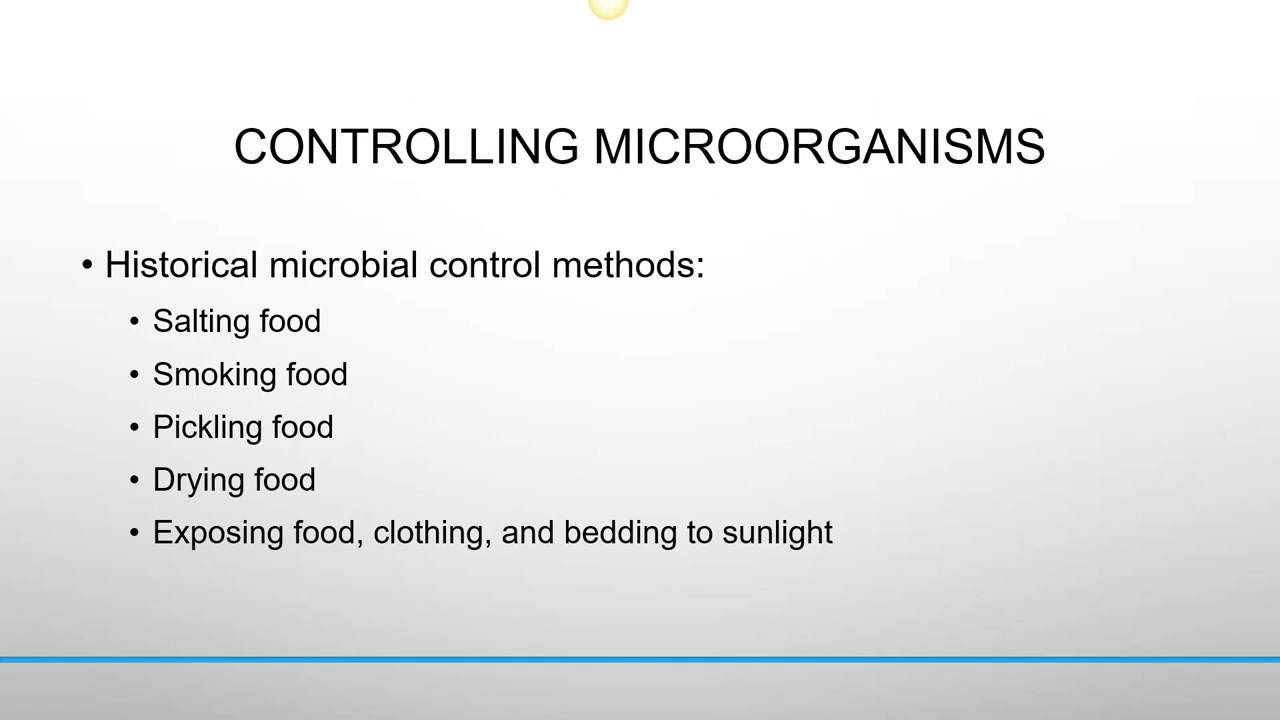 CONTROLLING MICROORGANISMS
• Historical microbial control methods:
• Salting food
• Smoking food
• Pickling food
• Drying food
• Exposing food, clothing, and bedding to sunlight